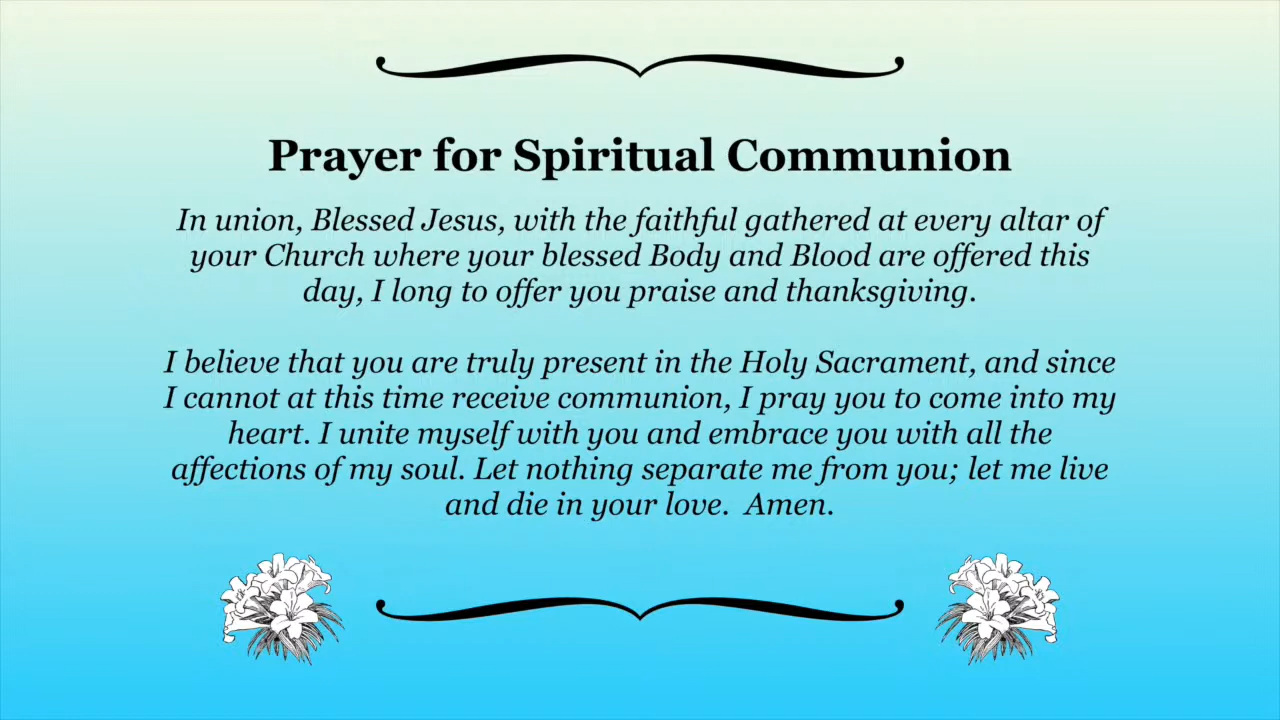 Prayer for Spiritual Communion
In union, Blessed Jesus, with the faithful gathered at every altar of
your Church where your blessed Body and Blood are offered this
day, I long to offer you praise and thanksgiving.
I believe that you are truly present in the Holy Sacrament, and since
I cannot at this time receive communion, I pray you to come into my
heart. I unite myself with you and embrace you with all the
affections of my soul. Let nothing separate me from you; let me live
and die in your love.  Amen.